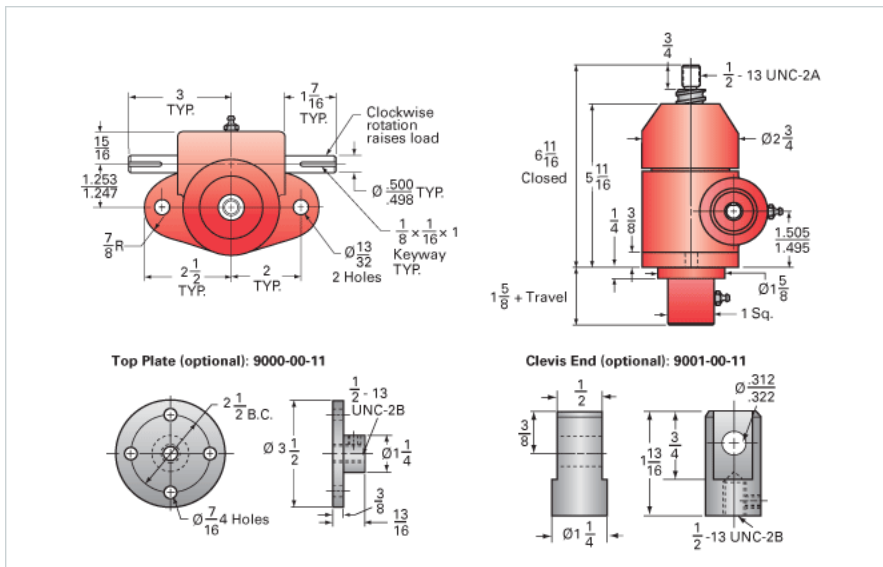 3
TYP.
1 7/16
TYP.
Clockwise
rotation
raises load
15/16
1.253/1.247
Ø .500/.498 TYP.
1/8 × 1/16 × 1
Keyway
TYP.
7/8 R
Ø 13/32
2 Holes
2 1/2
TYP.
2
TYP.
3/4
1/2 - 13 UNC-2A
Ø2 3/4
6 11/16
Closed
5 11/16
1/4
3/8
1.505/1.495
Ø1 5/8
1 5/8 + Travel
1 Sq.
Top Plate (optional): 9000-00-11
2 1/2 B.C.
Ø 3 1/2
1/2 - 13
UNC-2B
Ø1 1/4
3/8
13/16
Ø 7/16 4 Holes
Clevis End (optional): 9001-00-11
1/2
3/8
Ø1 1/4
Ø .312/.322
3/4
1 13/16
1/2 -13 UNC-2B